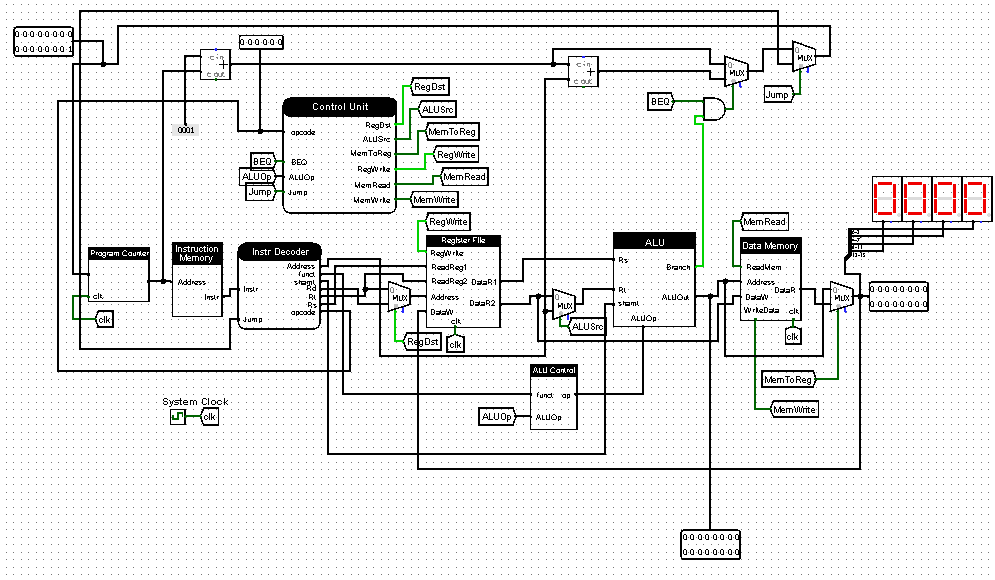 0 0 0 0 0 0 0 0
0 0 0 0 0 0 0 1
c in
+
c out
0 0 0 0 0 0
0001
c in
+
c out
0
MUX
0
MUX
BEQ
Jump
Control Unit
opcode
BEQ
ALUOp
Jump
RegDst
ALUSrc
MemToReg
RegWrite
MemRead
MemWrite
BEQ
ALUOp
Jump
RegDst
ALUSrc
MemToReg
RegWrite
MemRead
MemWrite
0000
Program Counter
clk
clk
Instruction
Memory
Address
Instr
Instr Decoder
Instr
Jump
Address
funct
shamt
Rd
Rt
Rs
opcode
0
MUX
RegDst
RegWrite
Register File
RegWrite
ReadReg1
ReadReg2
Address
DataW
DataR1
DataR2
clk
clk
0
MUX
ALUSrc
ALU
Rs
Rt
shamt
Branch
ALUOut
ALUOp
MemRead
Data Memory
ReadMem
Address
DataW
WriteData
DataR
clk
clk
0
MUX
0 0 0 0 0 0 0 0
0 0 0 0 0 0 0 0
MemToReg
MemWrite
ALU Control
funct
op
ALUOp
ALUOp
System Clock
clk
0 0 0 0 0 0 0 0
0 0 0 0 0 0 0 0